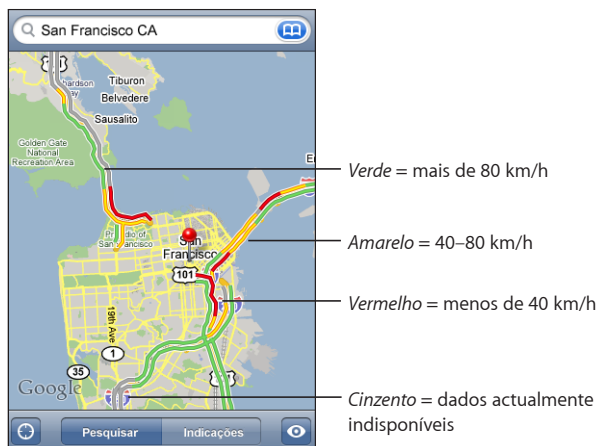 San Francisco CA
Tiburon
Belvedere
Sausalito
Golden Gate
National
Recreation Area
San
Francisco
101
19th Ave
1
35
Google
Pesquisar
Indicações
Verde = mais de 80 km/h
Amarelo = 40–80 km/h
Vermelho = menos de 40 km/h
Cinzento = dados actualmente
indisponíveis